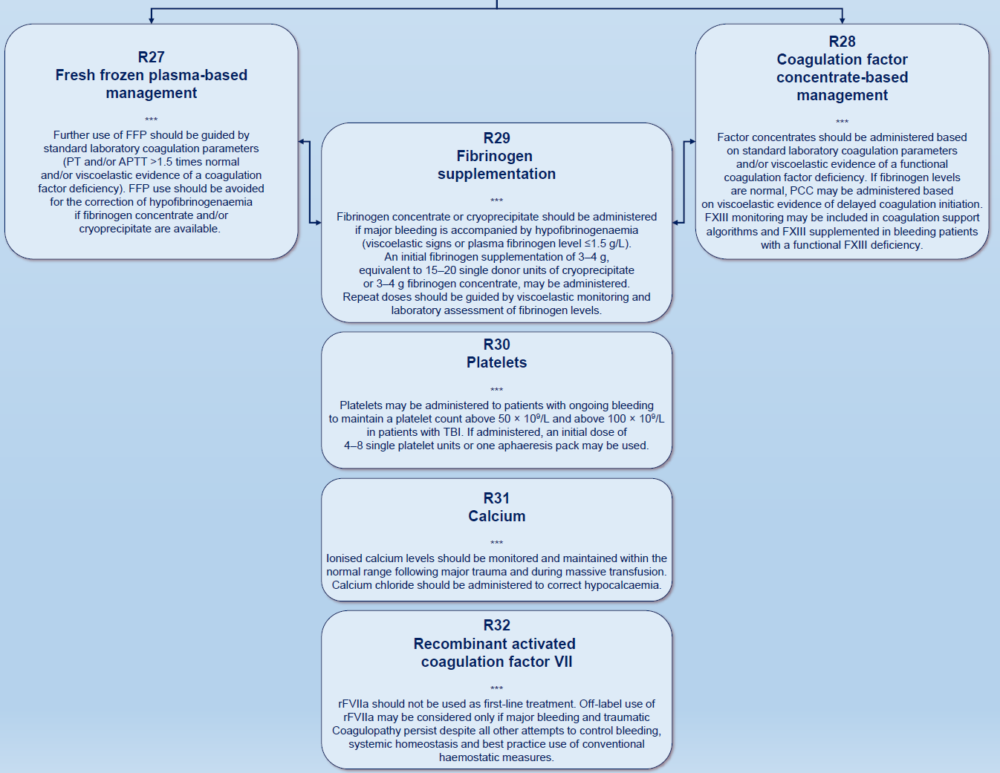 R27
Fresh frozen plasma-based
management
***
Further use of FFP should be guided by
standard laboratory coagulation parameters
(PT and/or APTT >1.5 times normal
and/or viscoelastic evidence of a coagulation
factor deficiency). FFP use should be avoided
for the correction of hypofibrinogenaemia
if fibrinogen concentrate and/or
cryoprecipitate are available.
R28
Coagulation factor
concentrate-based
management
***
Factor concentrates should be administered based
on standard laboratory coagulation parameters
and/or viscoelastic evidence of a functional
coagulation factor deficiency. If fibrinogen levels
are normal, PCC may be administered based
on viscoelastic evidence of delayed coagulation initiation.
FXIII monitoring may be included in coagulation support
algorithms and FXIII supplemented in bleeding patients
with a functional FXIII deficiency.
R29
Fibrinogen
supplementation
***
Fibrinogen concentrate or cryoprecipitate should be administered
if major bleeding is accompanied by hypofibrinogenaemia
(viscoelastic signs or plasma fibrinogen level ≤1.5 g/L).
An initial fibrinogen supplementation of 3–4 g,
equivalent to 15–20 single donor units of cryoprecipitate
or 3–4 g fibrinogen concentrate, may be administered.
Repeat doses should be guided by viscoelastic monitoring and
laboratory assessment of fibrinogen levels.
R30
Platelets
***
Platelets may be administered to patients with ongoing bleeding
to maintain a platelet count above 50 × 10⁹/L and above 100 × 10⁹/L
in patients with TBI. If administered, an initial dose of
4–8 single platelet units or one aphaeresis pack may be used.
R31
Calcium
***
Ionised calcium levels should be monitored and maintained within the
normal range following major trauma and during massive transfusion.
Calcium chloride should be administered to correct hypocalcaemia.
R32
Recombinant activated
coagulation factor VII
***
rFVIIa should not be used as first-line treatment. Off-label use of
rFVIIa may be considered only if major bleeding and traumatic
Coagulopathy persist despite all other attempts to control bleeding,
systemic homeostasis and best practice use of conventional
haemostatic measures.